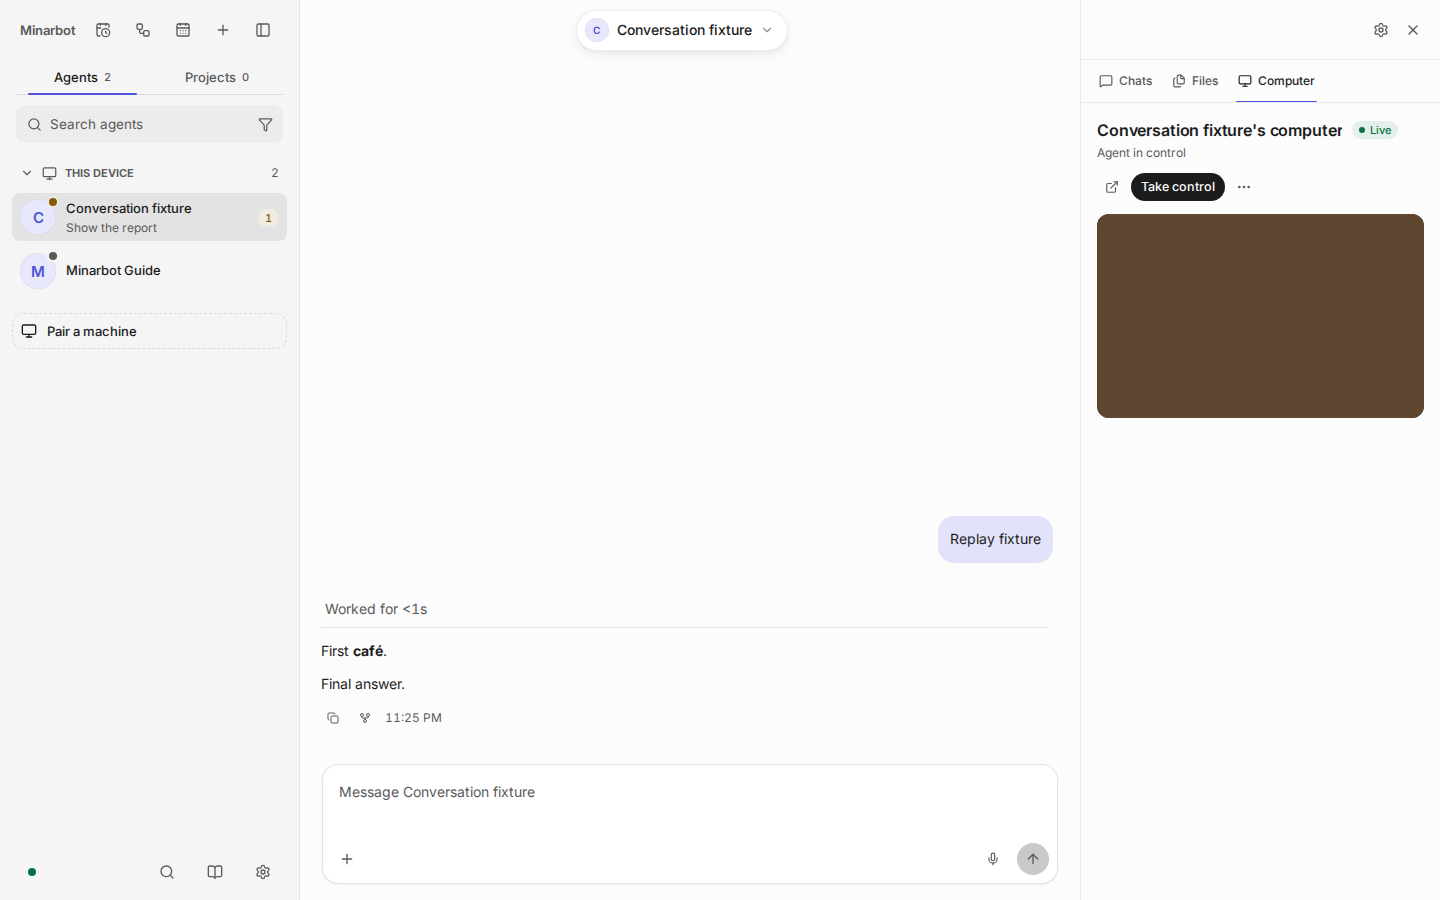 Minarbot
Agents 2
Projects 0
Search agents
THIS DEVICE 2
C
Conversation fixture
Show the report
1
M
Minarbot Guide
Pair a machine
C Conversation fixture
Replay fixture
Worked for <1s
First café.
Final answer.
11:25 PM
Message Conversation fixture
Chats
Files
Computer
Conversation fixture's computer
Live
Agent in control
Take control